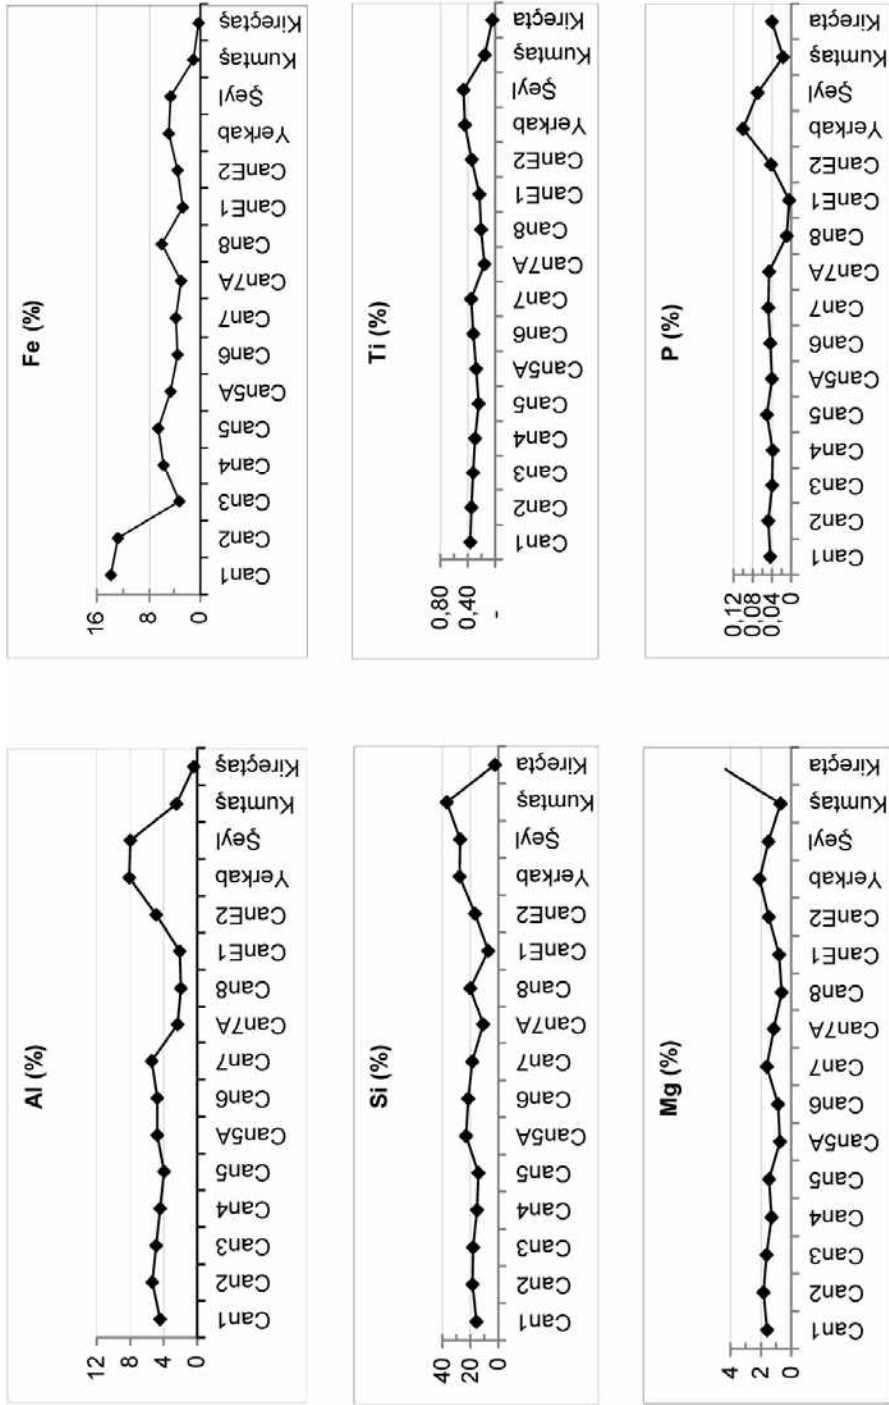 Al (%)
12
8
4
0
Can1
Can2
Can3
Can4
Can5
Can5A
Can6
Can7
Can7A
Can8
CanE1
CanE2
Yerkab
Şeyl
Kumtaş
Kireçtaş
Fe (%)
16
8
0
Can1
Can2
Can3
Can4
Can5
Can5A
Can6
Can7
Can7A
Can8
CanE1
CanE2
Yerkab
Şeyl
Kumtaş
Kireçtaş
Si (%)
40
20
0
Can1
Can2
Can3
Can4
Can5
Can5A
Can6
Can7
Can7A
Can8
CanE1
CanE2
Yerkab
Şeyl
Kumtaş
Kireçta
Ti (%)
0,80
0,40
-
Can1
Can2
Can3
Can4
Can5
Can5A
Can6
Can7
Can7A
Can8
CanE1
CanE2
Yerkab
Şeyl
Kumtaş
Kireçta
Mg (%)
4
2
0
Can1
Can2
Can3
Can4
Can5
Can5A
Can6
Can7
Can7A
Can8
CanE1
CanE2
Yerkab
Şeyl
Kumtaş
Kireçta
P (%)
0,12
0,08
0,04
0
Can1
Can2
Can3
Can4
Can5
Can5A
Can6
Can7
Can7A
Can8
CanE1
CanE2
Yerkab
Şeyl
Kumtaş
Kireçta